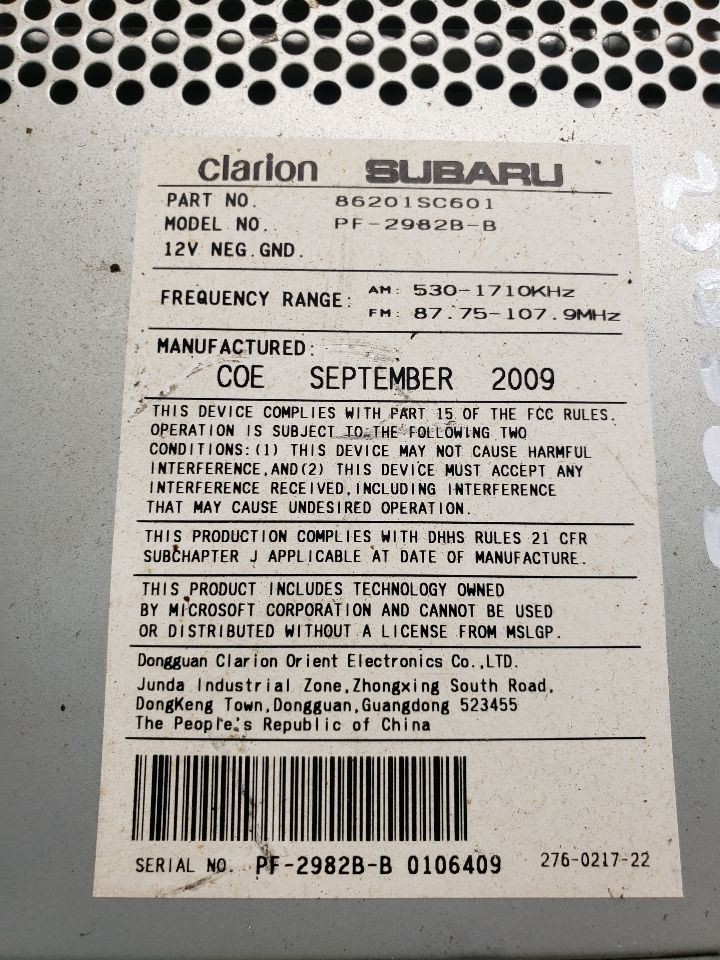 clarion SUBARU
PART NO. 86201SC601
MODEL NO. PF-2982B-B
12V NEG.GND.
FREQUENCY RANGE: AM: 530-1710KHz
FM: 87.75-107.9MHz
MANUFACTURED:
COE SEPTEMBER 2009
THIS DEVICE COMPLIES WITH PART 15 OF THE FCC RULES.
OPERATION IS SUBJECT TO THE FOLLOWING TWO
CONDITIONS:(1) THIS DEVICE MAY NOT CAUSE HARMFUL
INTERFERENCE,AND(2) THIS DEVICE MUST ACCEPT ANY
INTERFERENCE RECEIVED,INCLUDING INTERFERENCE
THAT MAY CAUSE UNDESIRED OPERATION.
THIS PRODUCTION COMPLIES WITH DHHS RULES 21 CFR
SUBCHAPTER J APPLICABLE AT DATE OF MANUFACTURE.
THIS PRODUCT INCLUDES TECHNOLOGY OWNED
BY MICROSOFT CORPORATION AND CANNOT BE USED
OR DISTRIBUTED WITHOUT A LICENSE FROM MSLGP.
Dongguan Clarion Orient Electronics Co.,LTD.
Junda Industrial Zone,Zhongxing South Road,
DongKeng Town,Dongguan,Guangdong 523455
The People's Republic of China
SERIAL NO. PF-2982B-B 0106409 276-0217-22